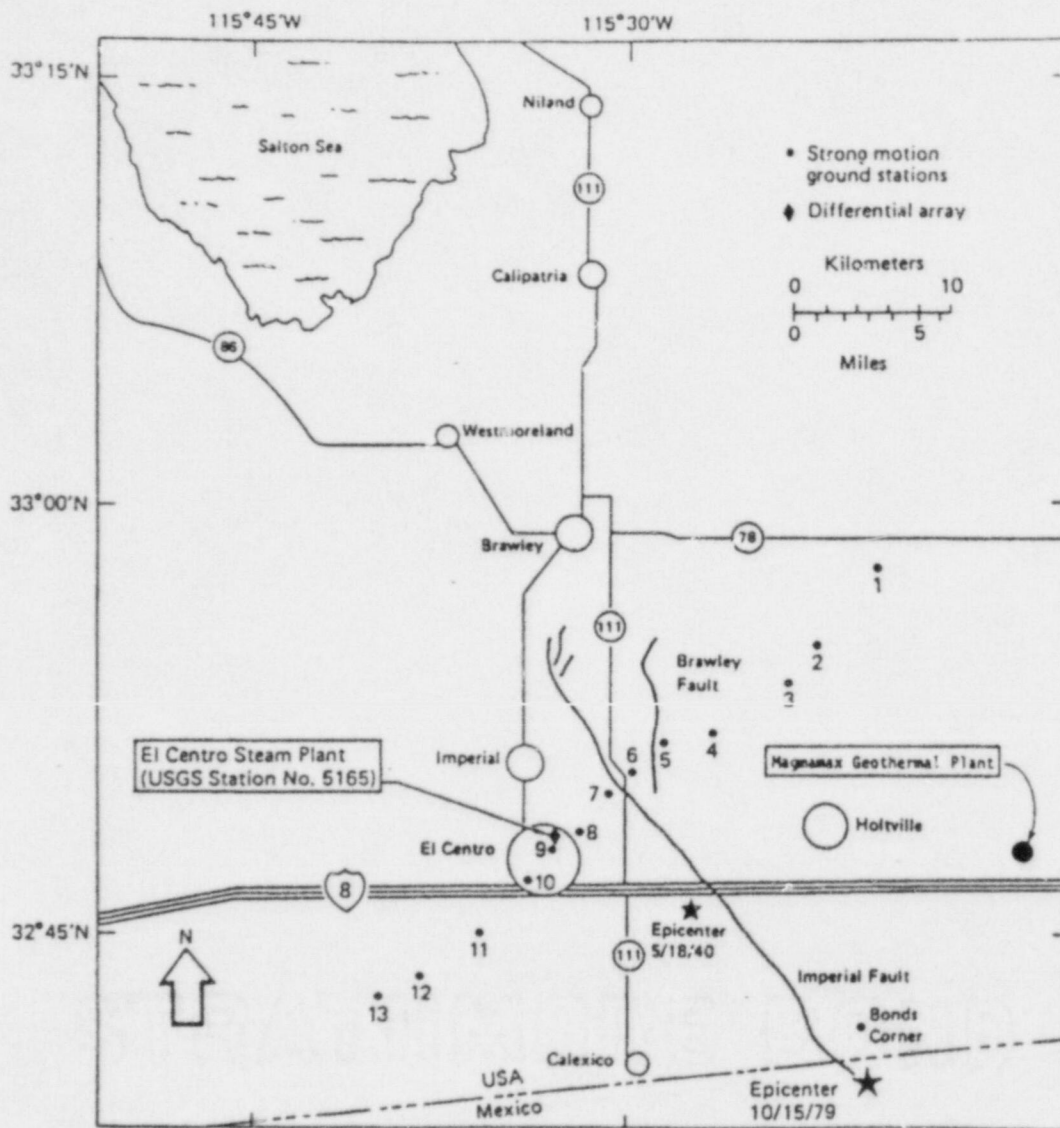 115°45'W
115°30'W
33°15'N
Niland
Salton Sea
• Strong motion
ground stations
111
♦ Differential array
Kilometers
Calipatria
0 10
0 5
86
Miles
Westmoreland
33°00'N
Brawley
78
1
111
2
Brawley
Fault
3
El Centro Steam Plant
(USGS Station No. 5165)
Imperial
6
5
4
Magmamax Geothermal Plant
7
8
Holtville
El Centro
9
10
8
32°45'N
N
11
Epicenter
5/18/40
111
12
Imperial Fault
13
Bonds
Corner
Calexico
USA
Mexico
Epicenter
10/15/79